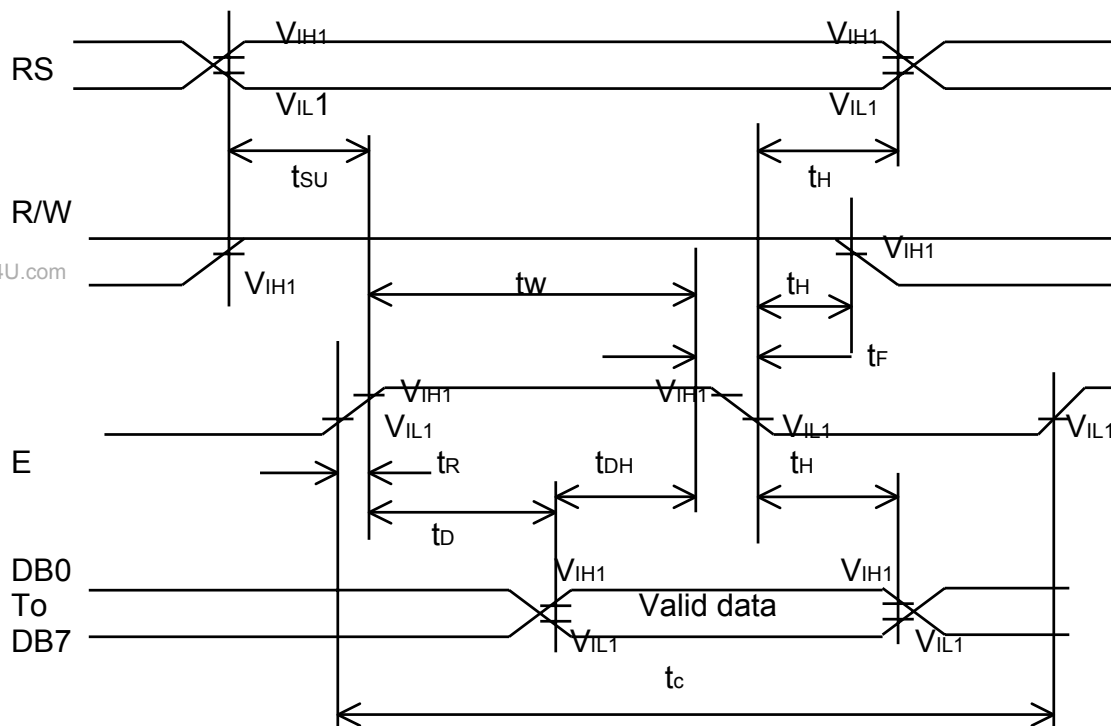 VIH1 VIH1
RS
VIL1 VIL1
tSU tH
R/W
VIH1
4U.com
VIH1
tW tH
tF
VIH1 VIH1
VIL1 VIL1 VIL1
E
tR tDH tH
tD
DB0 VIH1 VIH1
To Valid data
DB7 VIL1 VIL1
tc